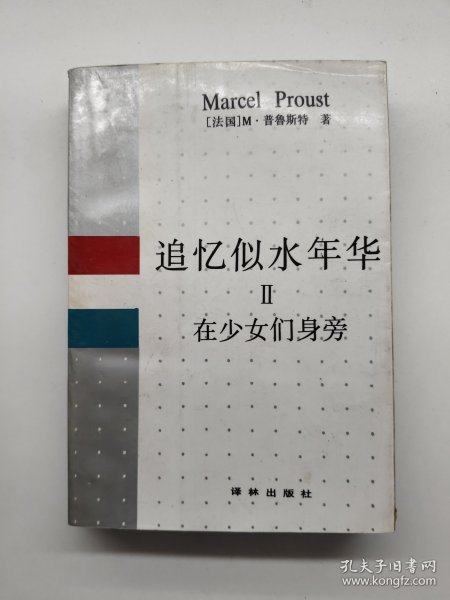 Marcel Proust
[法国]M·普鲁斯特 著
追忆似水年华
Ⅱ
在少女们身旁
译林出版社
孔夫子旧书网
www.kongfz.com